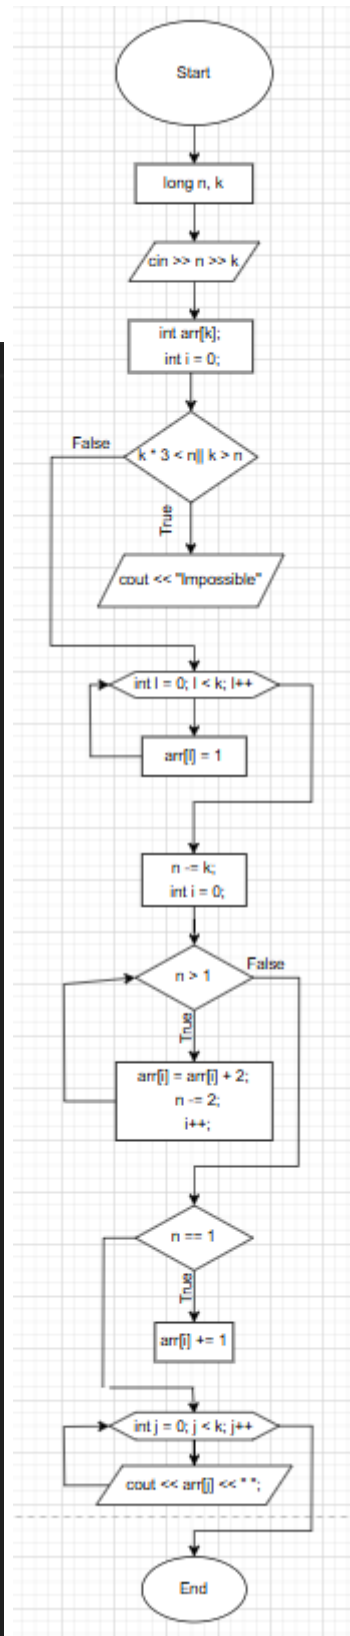 Start
long n, k
cin >> n >> k
int arr[k];
int i = 0;
False
k * 3 < n|| k > n
True
cout << "Impossible"
int l = 0; l < k; l++
arr[l] = 1
n -= k;
int i = 0;
n > 1
False
True
arr[i] = arr[i] + 2;
n -= 2;
i++;
n == 1
True
arr[i] += 1
int j = 0; j < k; j++
cout << arr[j] << " ";
End